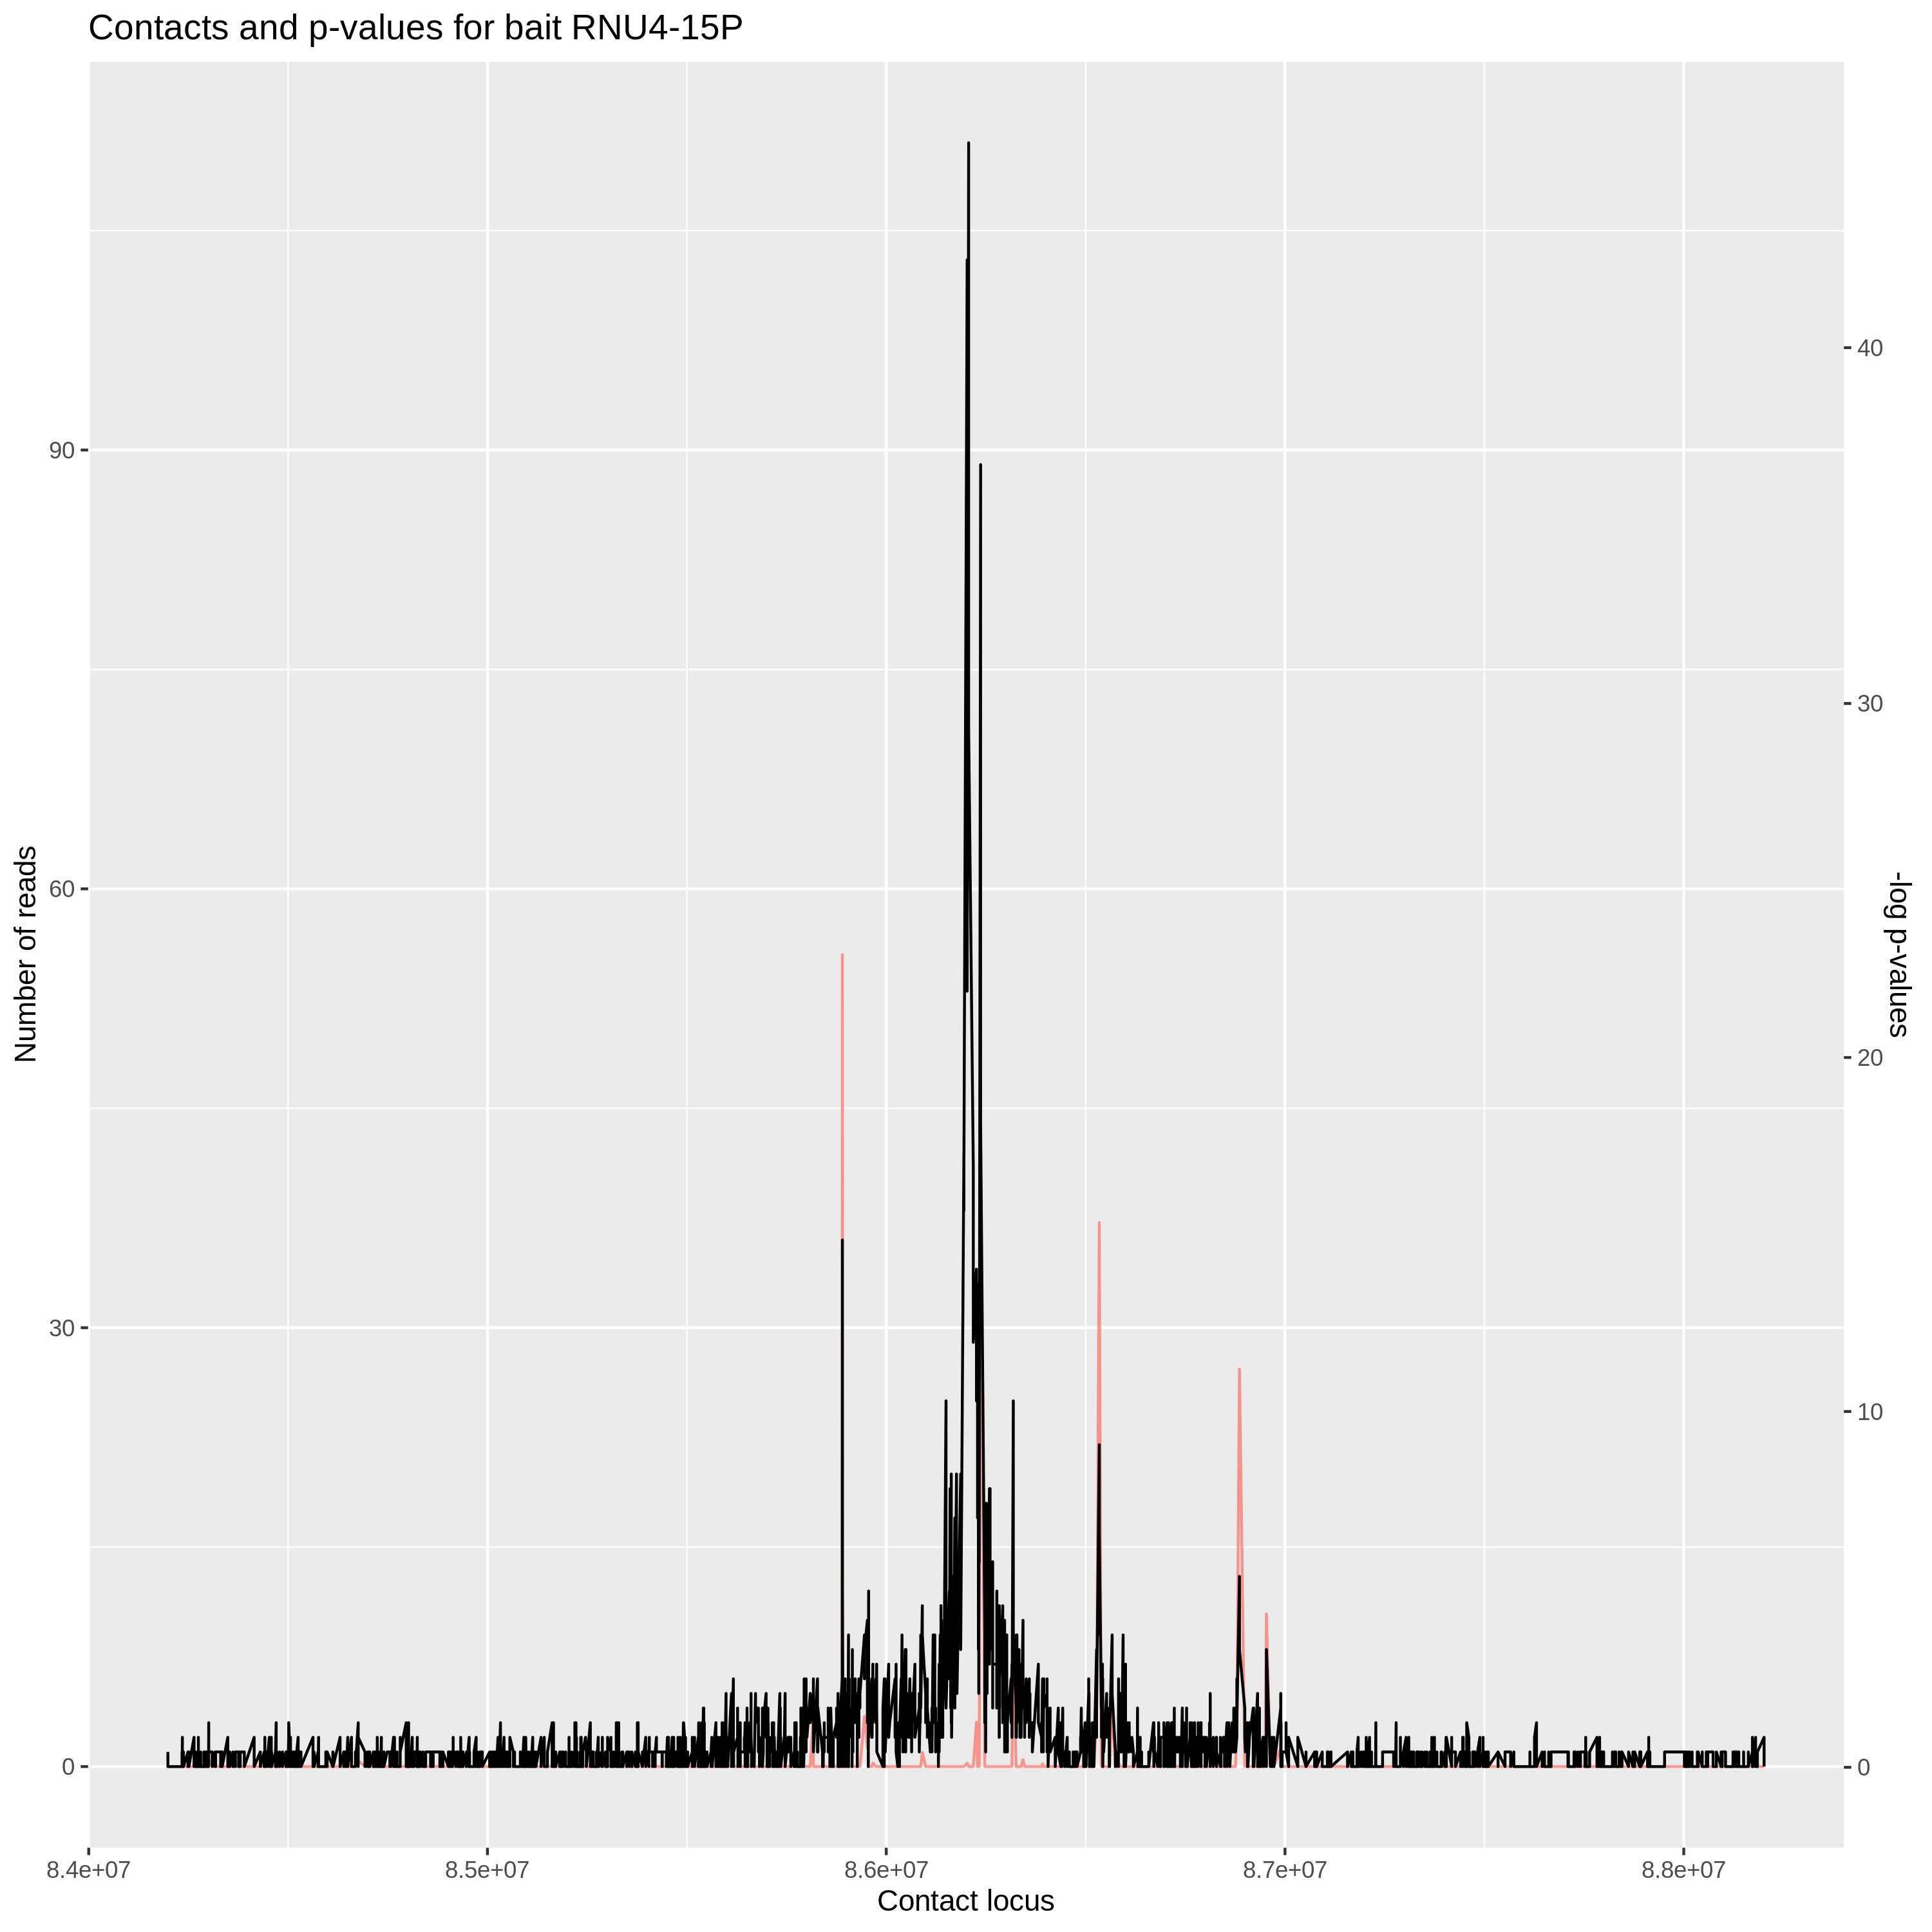 Contacts and p-values for bait RNU4-15P
Number of reads
90
60
30
0
-log p-values
40
30
20
10
0
8.4e+07
8.5e+07
8.6e+07
8.7e+07
8.8e+07
Contact locus